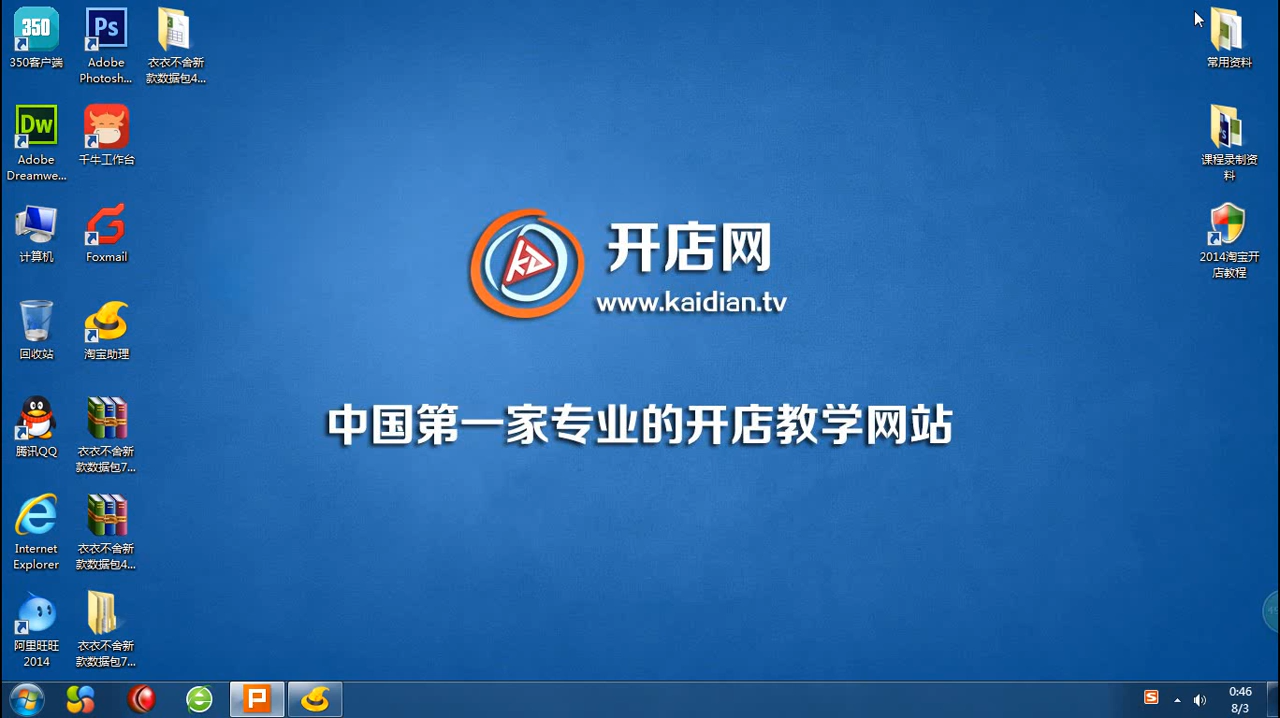 350
350客户端
Ps
Adobe
Photosh...
衣衣不舍新
款数据包4...
Dw
Adobe
Dreamwe...
千牛工作台
计算机
Foxmail
回收站
淘宝助理
腾讯QQ
衣衣不舍新
款数据包7...
Internet
Explorer
衣衣不舍新
款数据包4...
阿里旺旺
2014
衣衣不舍新
款数据包7...
开店网
www.kaidian.tv
中国第一家专业的开店教学网站
常用资料
课程录制资
料
2014淘宝开
店教程
P
S
0:46
8/3